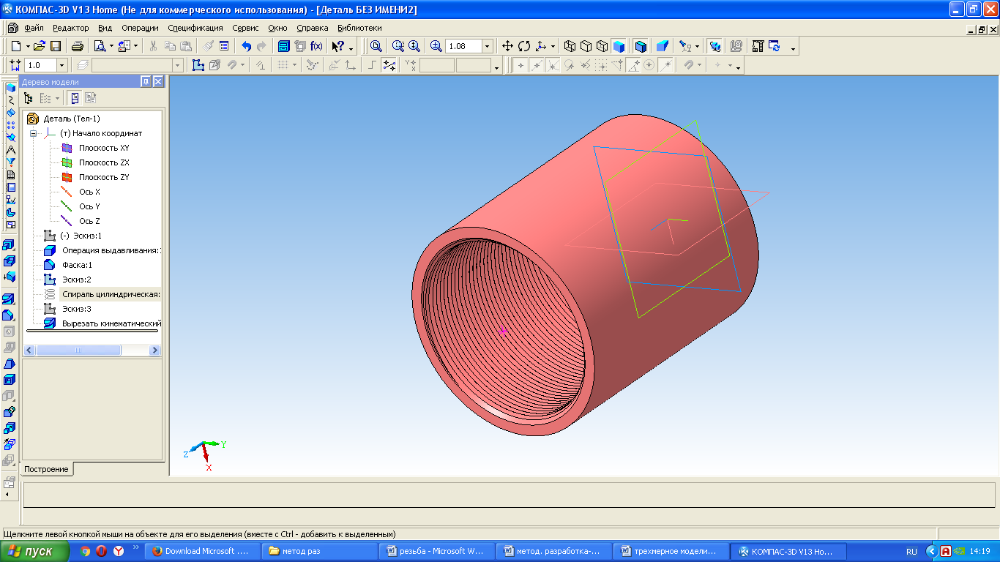 КОМПАС-3D V13 Home (Не для коммерческого использования) - [Деталь БЕЗ ИМЕНИ2]
Файл Редактор Вид Операции Спецификация Сервис Окно Справка Библиотеки
f(x) 1.08
1.0
Дерево модели
Деталь (Тел-1)
(т) Начало координат
Плоскость XY
Плоскость ZX
Плоскость ZY
Ось X
Ось Y
Ось Z
(-) Эскиз:1
Операция выдавливания:
Фаска:1
Эскиз:2
Спираль цилиндрическая:
Эскиз:3
Вырезать кинематический
Построение
Z Y
X
Щелкните левой кнопкой мыши на объекте для его выделения (вместе с Ctrl - добавить к выделенным)
пуск Download Microsoft .... метод раз резьба - Microsoft W... метод. разработка-... трехмерное модели... КОМПАС-3D V13 Ho... RU 14:19